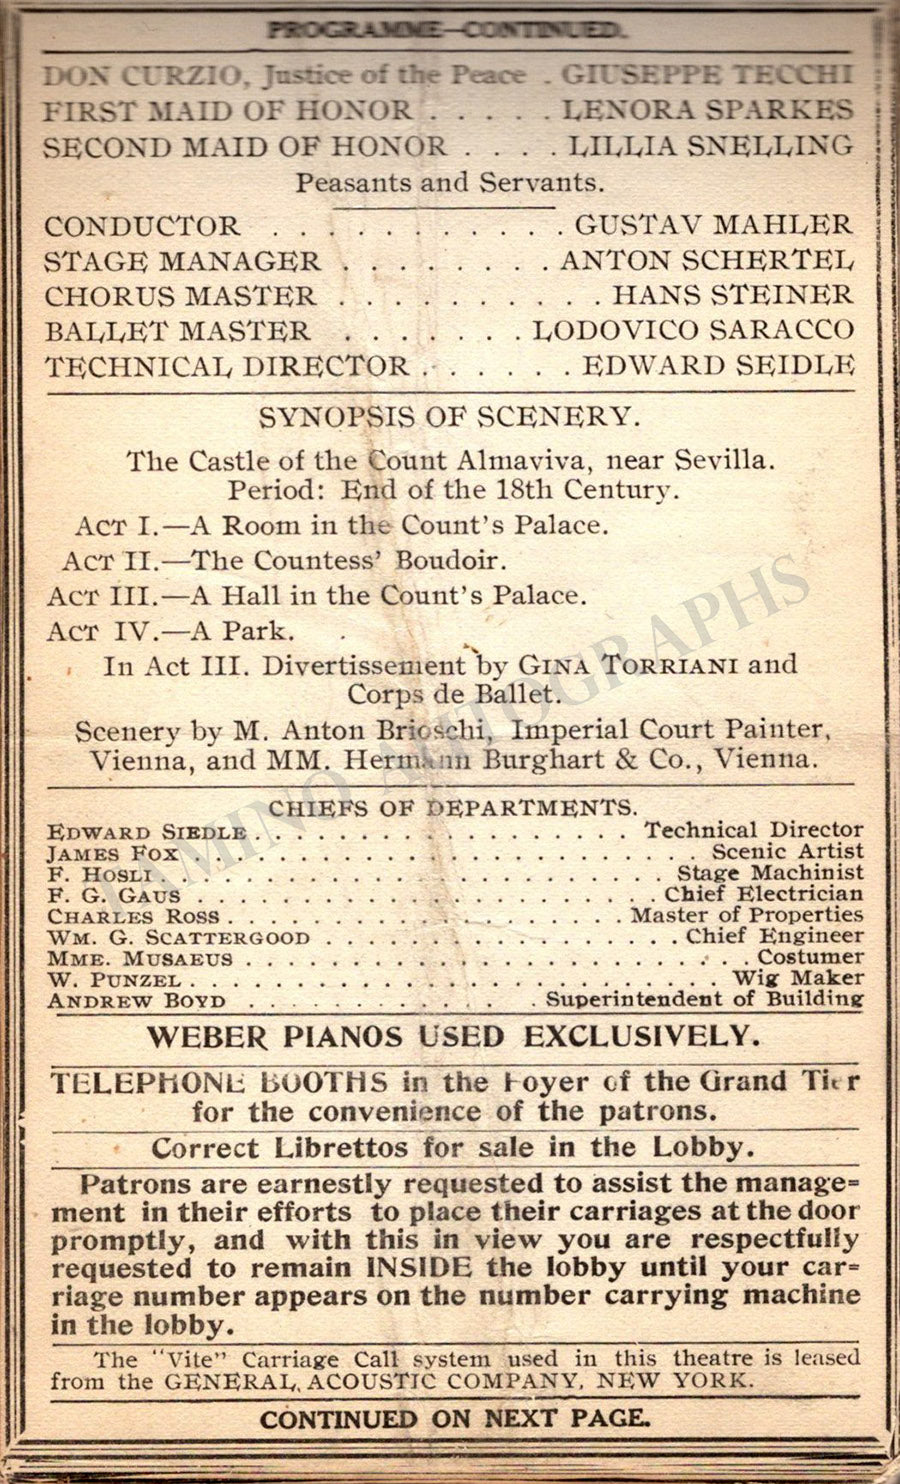 PROGRAMME—CONTINUED.
DON CURZIO, Justice of the Peace . GIUSEPPE TECCHI
FIRST MAID OF HONOR . . . . . LENORA SPARKES
SECOND MAID OF HONOR . . . . LILLIA SNELLING
Peasants and Servants.
CONDUCTOR . . . . . . . . . . . GUSTAV MAHLER
STAGE MANAGER . . . . . . . . ANTON SCHERTEL
CHORUS MASTER . . . . . . . . . . HANS STEINER
BALLET MASTER . . . . . . . LODOVICO SARACCO
TECHNICAL DIRECTOR . . . . . . EDWARD SEIDLE
SYNOPSIS OF SCENERY.
The Castle of the Count Almaviva, near Sevilla.
Period: End of the 18th Century.
ACT I.—A Room in the Count's Palace.
ACT II.—The Countess' Boudoir.
ACT III.—A Hall in the Count's Palace.
ACT IV.—A Park.
In Act III. Divertissement by GINA TORRIANI and
Corps de Ballet.
Scenery by M. Anton Brioschi, Imperial Court Painter,
Vienna, and MM. Hermann Burghart & Co., Vienna.
TAMINO AUTOGRAPHS
CHIEFS OF DEPARTMENTS.
EDWARD SIEDLE . . . . . . . . . . . . . . Technical Director
JAMES FOX . . . . . . . . . . . . . . . . . . . Scenic Artist
F. HOSLI . . . . . . . . . . . . . . . . . . . Stage Machinist
F. G. GAUS . . . . . . . . . . . . . . . . . Chief Electrician
CHARLES ROSS . . . . . . . . . . . . . . . Master of Properties
WM. G. SCATTERGOOD . . . . . . . . . . . . . Chief Engineer
MME. MUSAEUS . . . . . . . . . . . . . . . . . . . Costumer
W. PUNZEL . . . . . . . . . . . . . . . . . . . . Wig Maker
ANDREW BOYD . . . . . . . . . . . Superintendent of Building
WEBER PIANOS USED EXCLUSIVELY.
TELEPHONE BOOTHS in the Foyer of the Grand Tier
for the convenience of the patrons.
Correct Librettos for sale in the Lobby.
Patrons are earnestly requested to assist the manage=
ment in their efforts to place their carriages at the door
promptly, and with this in view you are respectfully
requested to remain INSIDE the lobby until your car=
riage number appears on the number carrying machine
in the lobby.
The "Vite" Carriage Call system used in this theatre is leased
from the GENERAL ACOUSTIC COMPANY, NEW YORK.
CONTINUED ON NEXT PAGE.